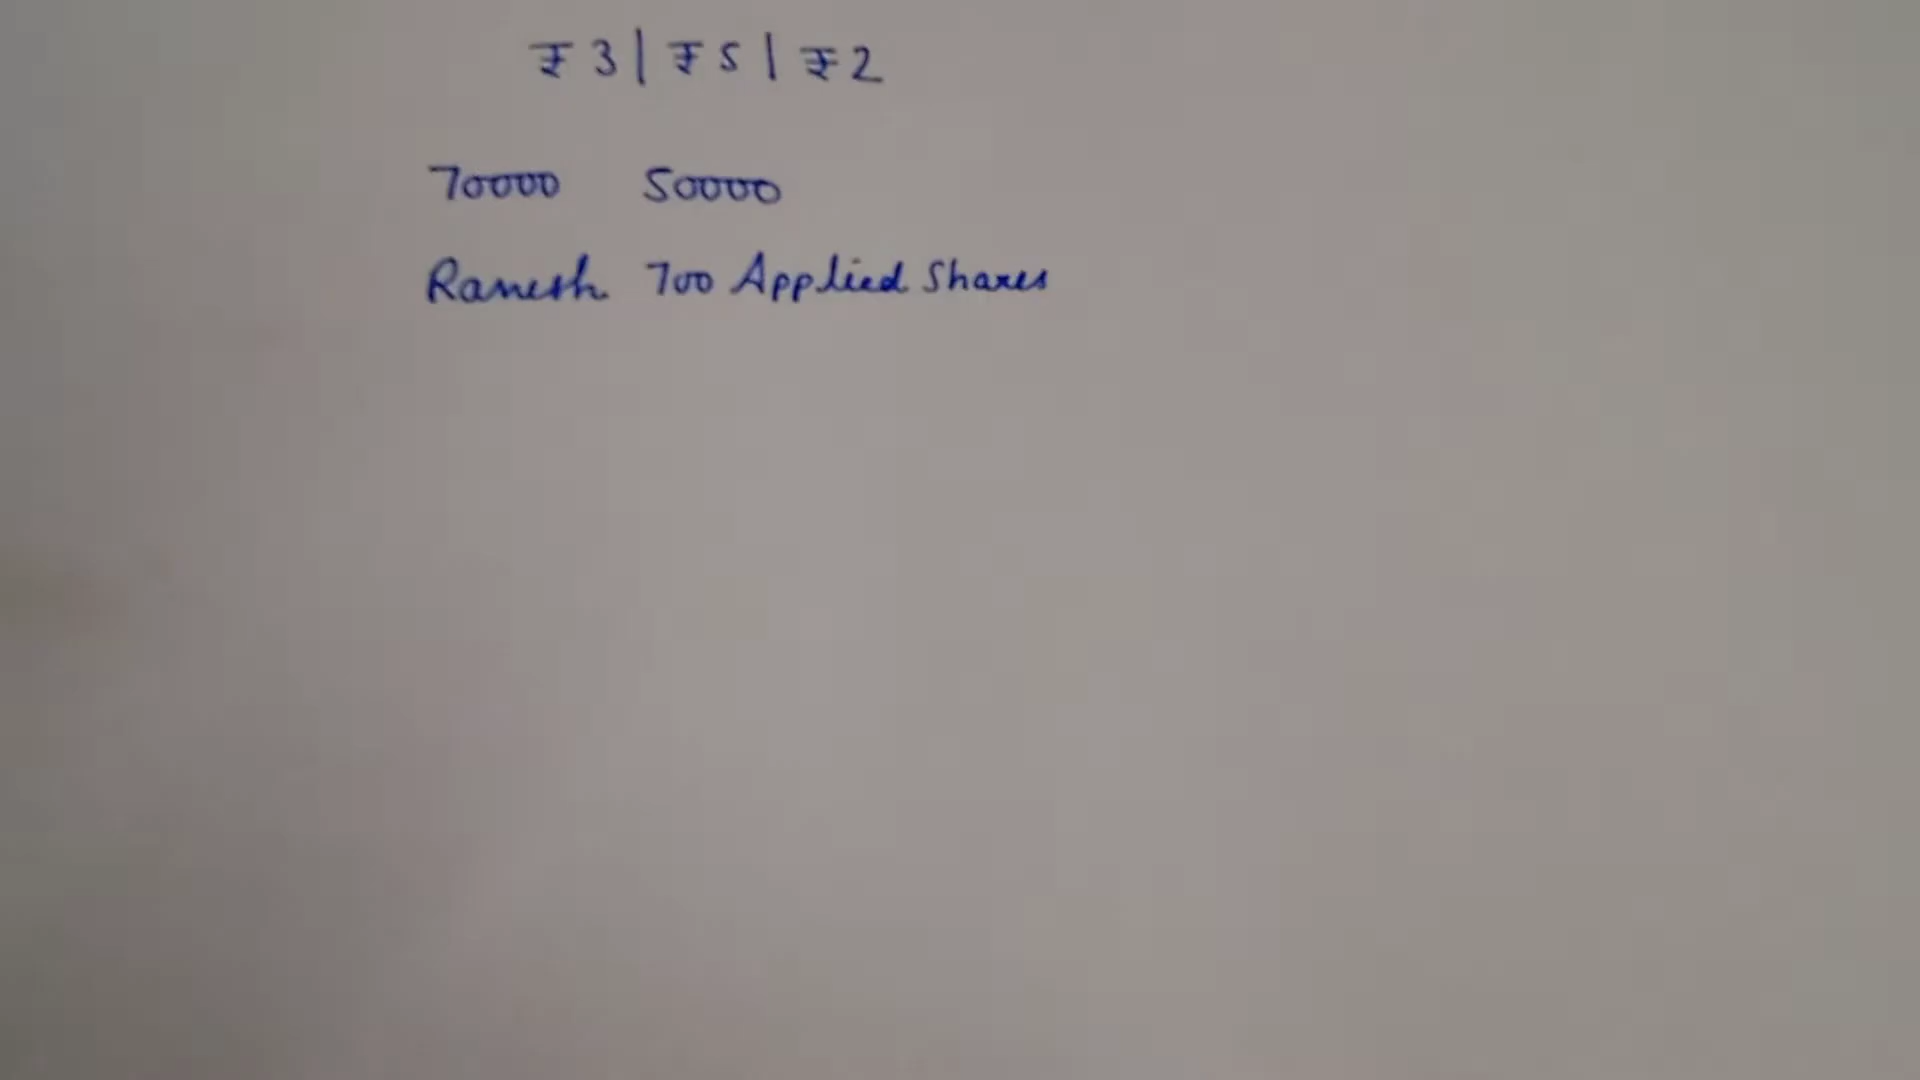 ₹ 3 | ₹ 5 | ₹ 2
70000 50000
Ramesh 700 Applied Shares